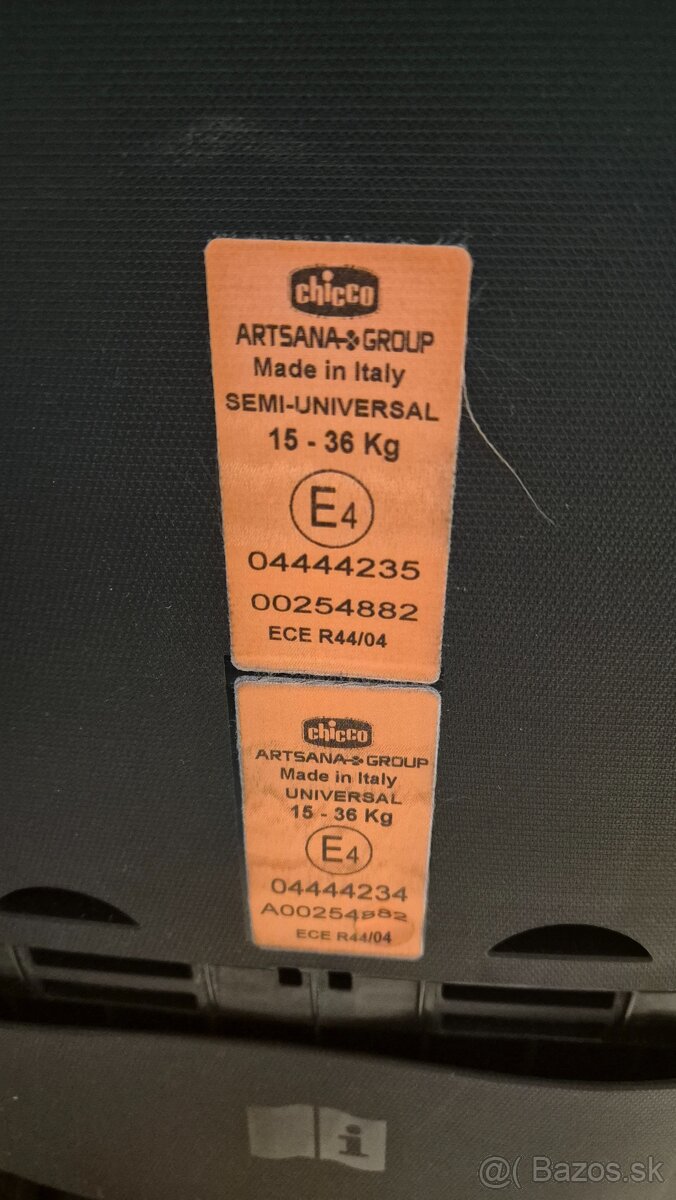 chicco
ARTSANA GROUP
Made in Italy
SEMI-UNIVERSAL
15 - 36 Kg
E4
04444235
00254882
ECE R44/04
chicco
ARTSANA GROUP
Made in Italy
UNIVERSAL
15 - 36 Kg
E4
04444234
A00254882
ECE R44/04
i
@( Bazos.sk